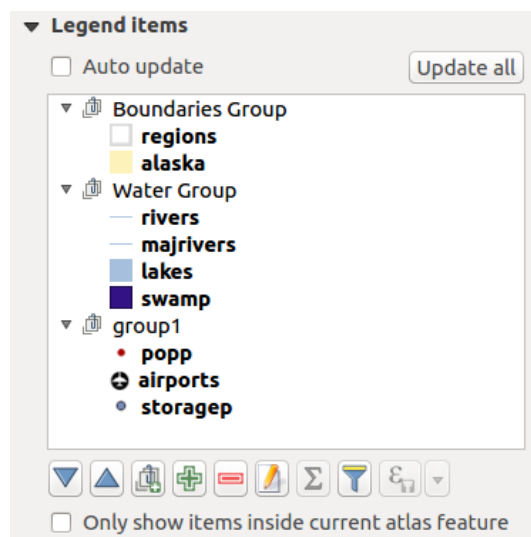 Legend items
Auto update
Update all
Boundaries Group
regions
alaska
Water Group
rivers
majrivers
lakes
swamp
group1
popp
airports
storagep
Σ
ε
Only show items inside current atlas feature